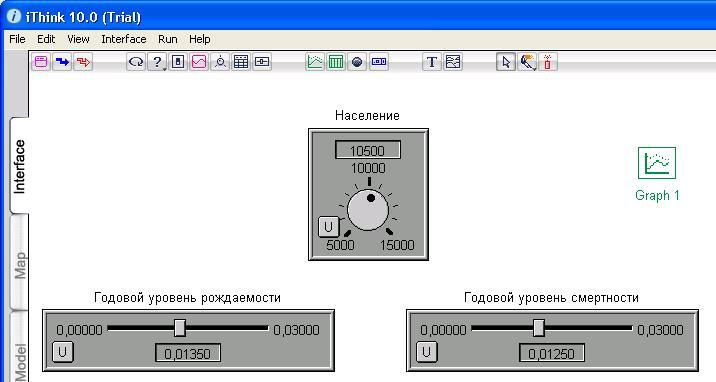 iThink 10.0 (Trial)
File Edit View Interface Run Help
Interface
Map
Model
Население
10500
10000
U
5000 15000
Graph 1
Годовой уровень рождаемости
0,00000 0,03000
U
0,01350
Годовой уровень смертности
0,00000 0,03000
U
0,01250